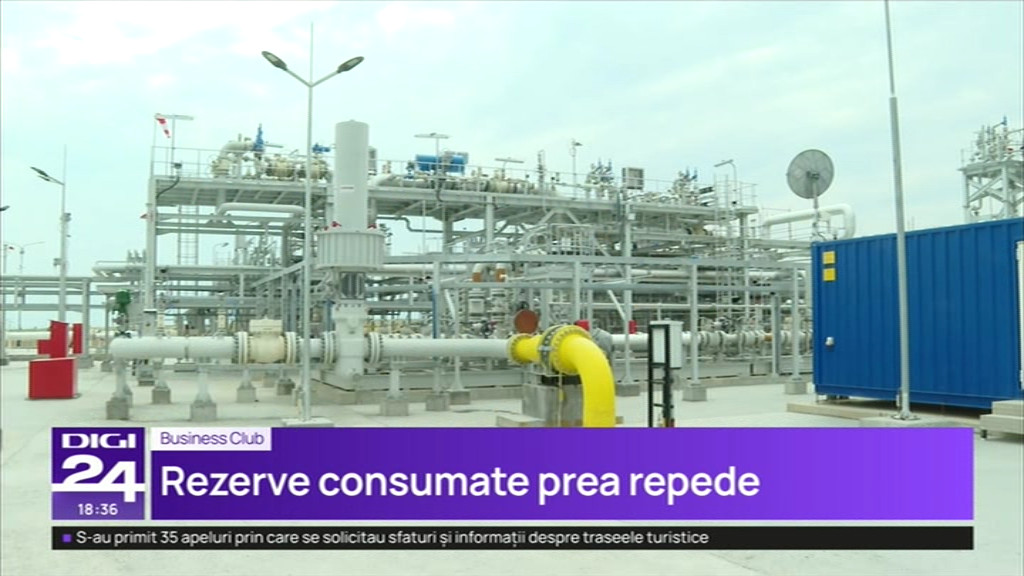 DIGI
24
18:36
Business Club
Rezerve consumate prea repede
S-au primit 35 apeluri prin care se solicitau sfaturi și informații despre traseele turistice